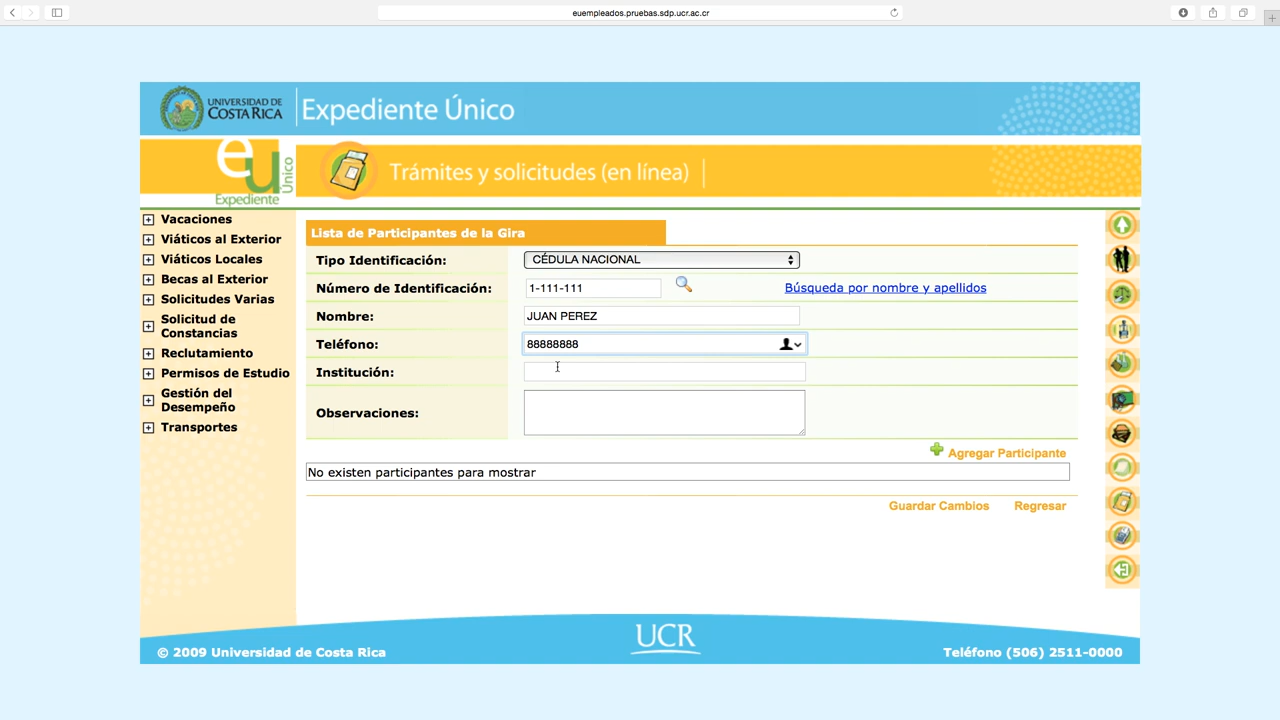 euempleados.pruebas.sdp.ucr.ac.cr
UNIVERSIDAD DE
COSTA RICA
Expediente Único
eu
Único
Expediente
Trámites y solicitudes (en línea)
Vacaciones
Viáticos al Exterior
Viáticos Locales
Becas al Exterior
Solicitudes Varias
Solicitud de
Constancias
Reclutamiento
Permisos de Estudio
Gestión del
Desempeño
Transportes
Lista de Participantes de la Gira
Tipo Identificación: CÉDULA NACIONAL
Número de Identificación: 1-111-111 Búsqueda por nombre y apellidos
Nombre: JUAN PEREZ
Teléfono: 88888888
Institución:
Observaciones:
Agregar Participante
No existen participantes para mostrar
Guardar Cambios Regresar
UCR
© 2009 Universidad de Costa Rica
Teléfono (506) 2511-0000